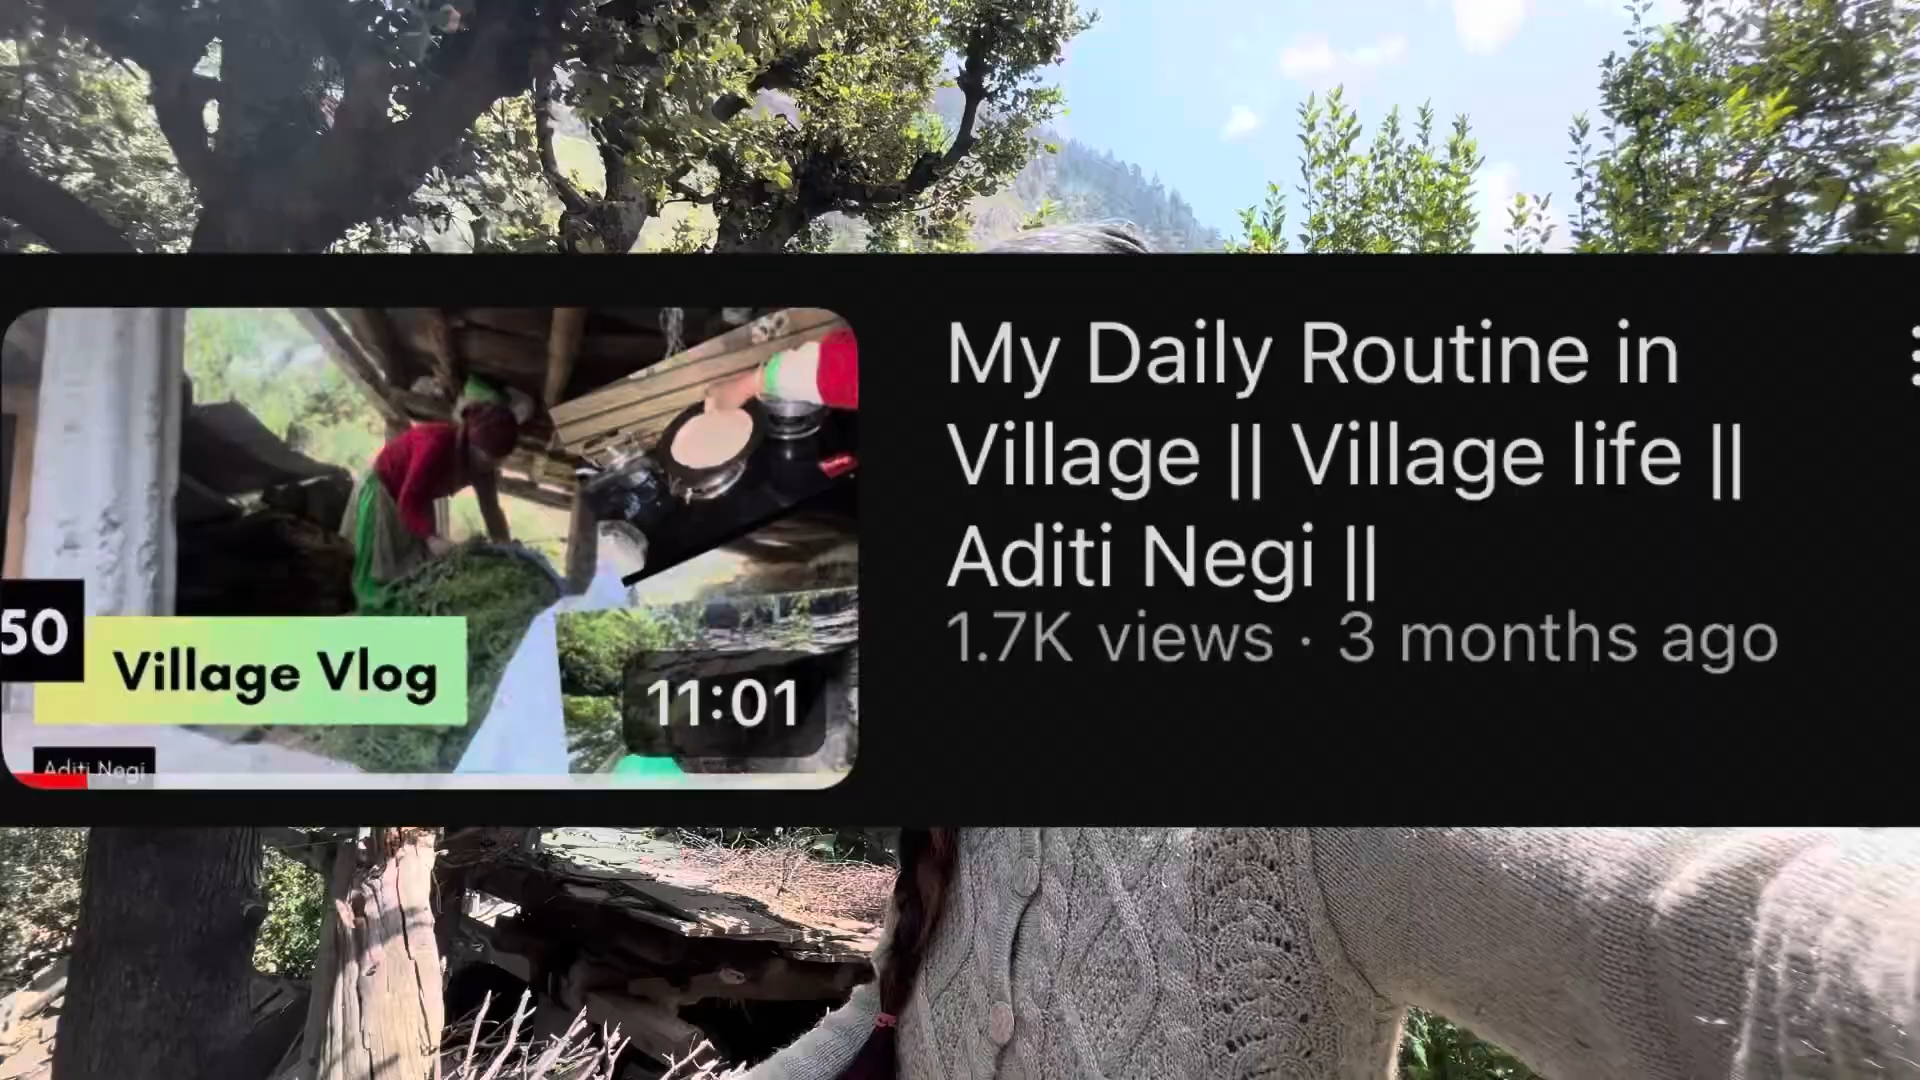 My Daily Routine in
Village || Village life ||
Aditi Negi ||
1.7K views · 3 months ago
50
Village Vlog
11:01
Aditi Negi